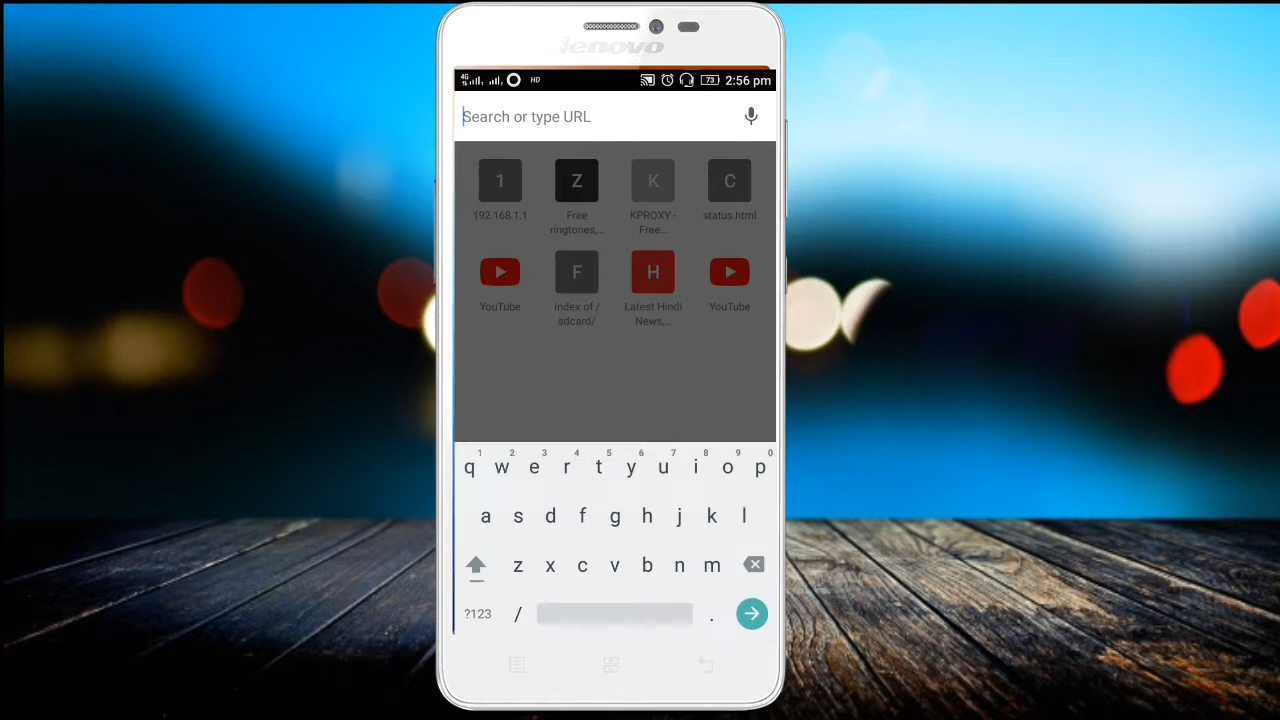 lenovo
4G
HD
73
2:56 pm
Search or type URL
1 Z K C
192.168.1.1
Free ringtones,...
KPROXY - Free...
status.html
F H
YouTube
Index of / sdcard/
Latest Hindi News,...
YouTube
1 2 3 4 5 6 7 8 9 0
q w e r t y u i o p
a s d f g h j k l
z x c v b n m
?123 / .